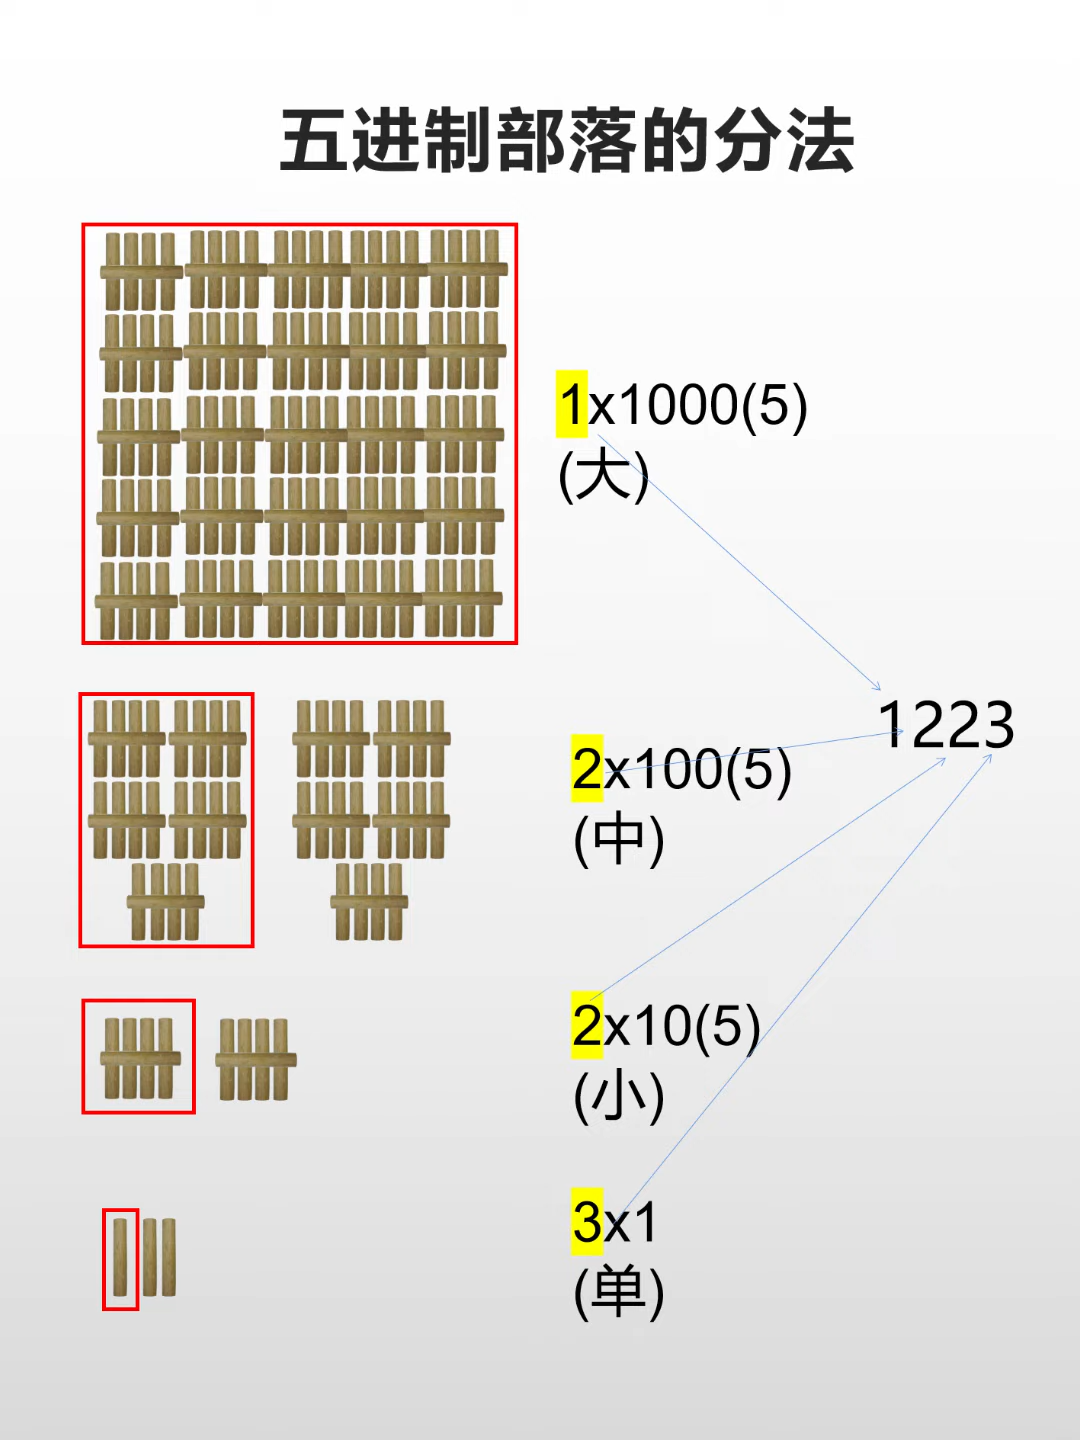 五进制部落的分法
1x1000(5)
(大)
1223
2x100(5)
(中)
2x10(5)
(小)
3x1
(单)